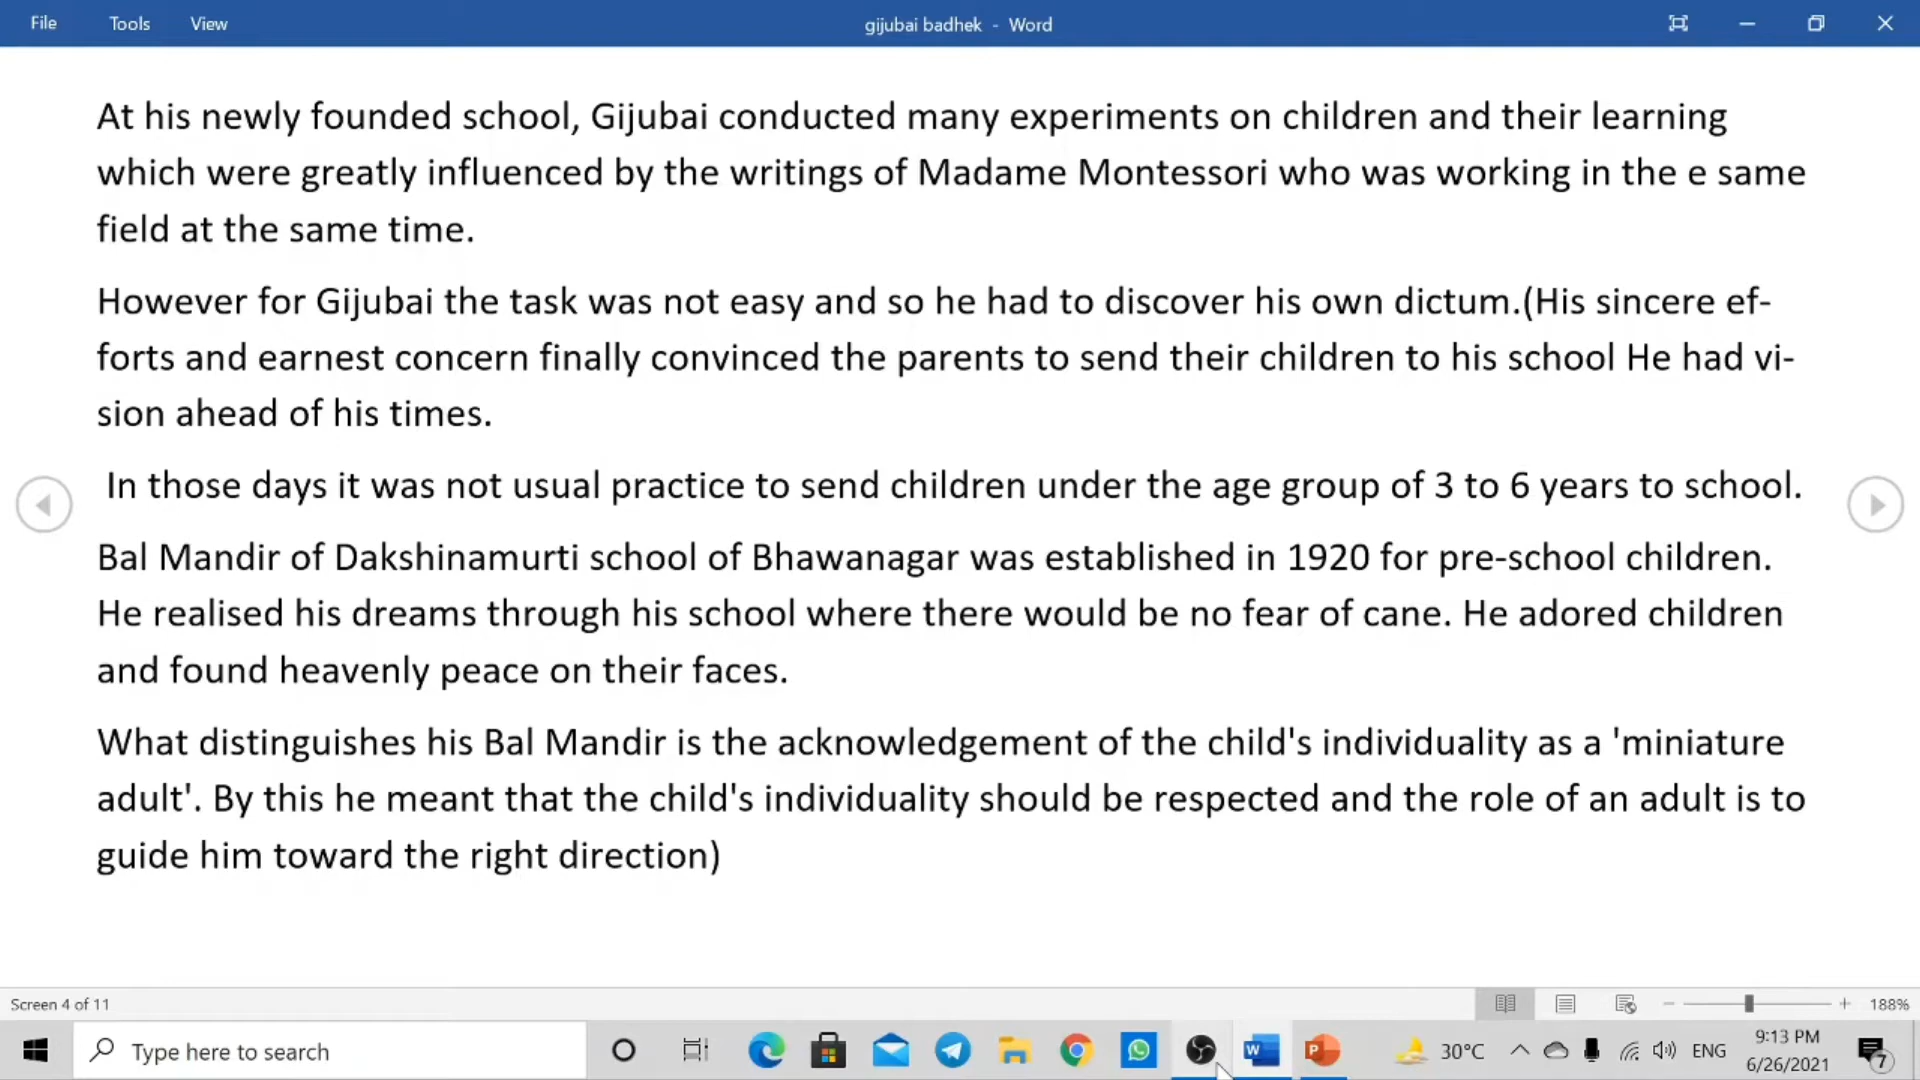 File Tools View gijubai badhek - Word
At his newly founded school, Gijubai conducted many experiments on children and their learning
which were greatly influenced by the writings of Madame Montessori who was working in the e same
field at the same time.
However for Gijubai the task was not easy and so he had to discover his own dictum.(His sincere ef-
forts and earnest concern finally convinced the parents to send their children to his school He had vi-
sion ahead of his times.
In those days it was not usual practice to send children under the age group of 3 to 6 years to school.
Bal Mandir of Dakshinamurti school of Bhawanagar was established in 1920 for pre-school children.
He realised his dreams through his school where there would be no fear of cane. He adored children
and found heavenly peace on their faces.
What distinguishes his Bal Mandir is the acknowledgement of the child's individuality as a 'miniature
adult'. By this he meant that the child's individuality should be respected and the role of an adult is to
guide him toward the right direction)
Screen 4 of 11 188%
Type here to search 30°C ENG 9:13 PM
6/26/2021 7